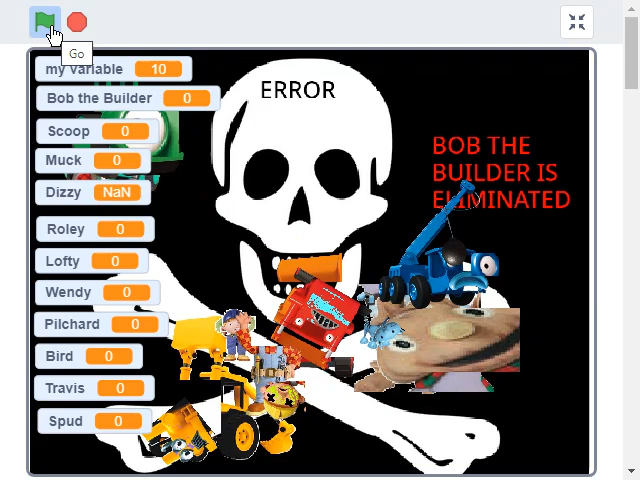 Go
my variable 10
Bob the Builder 0
Scoop 0
Muck 0
Dizzy NaN
Roley 0
Lofty 0
Wendy 0
Pilchard 0
Bird 0
Travis 0
Spud 0
ERROR
BOB THE
BUILDER IS
ELIMINATED